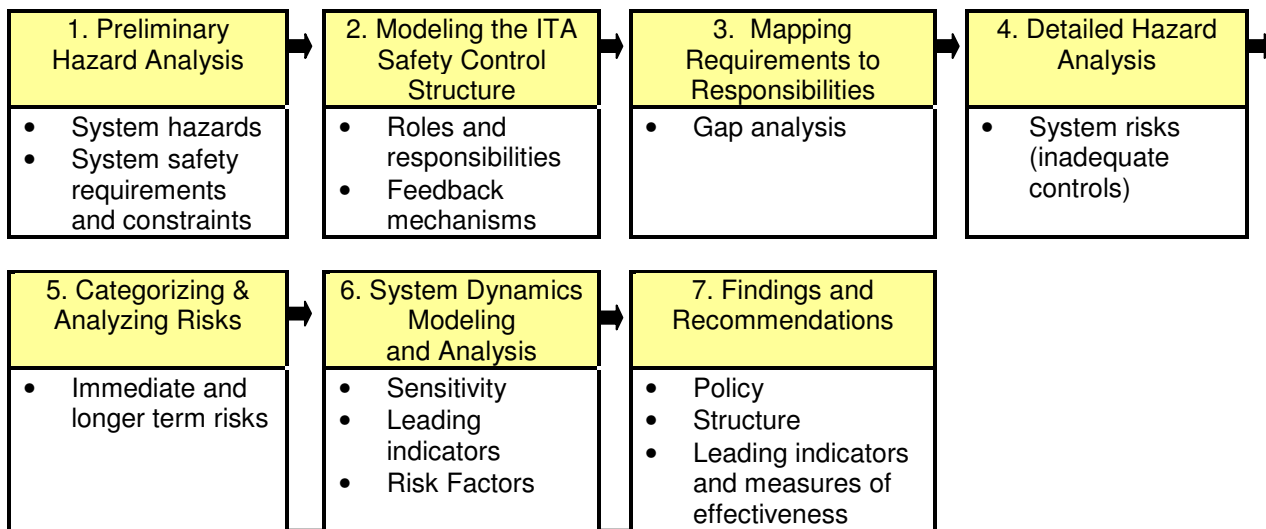 1. Preliminary
Hazard Analysis
• System hazards
• System safety
requirements
and constraints
2. Modeling the ITA
Safety Control
Structure
• Roles and
responsibilities
• Feedback
mechanisms
3. Mapping
Requirements to
Responsibilities
• Gap analysis
4. Detailed Hazard
Analysis
• System risks
(inadequate
controls)
5. Categorizing &
Analyzing Risks
• Immediate and
longer term risks
6. System Dynamics
Modeling
and Analysis
• Sensitivity
• Leading
indicators
• Risk Factors
7. Findings and
Recommendations
• Policy
• Structure
• Leading indicators
and measures of
effectiveness